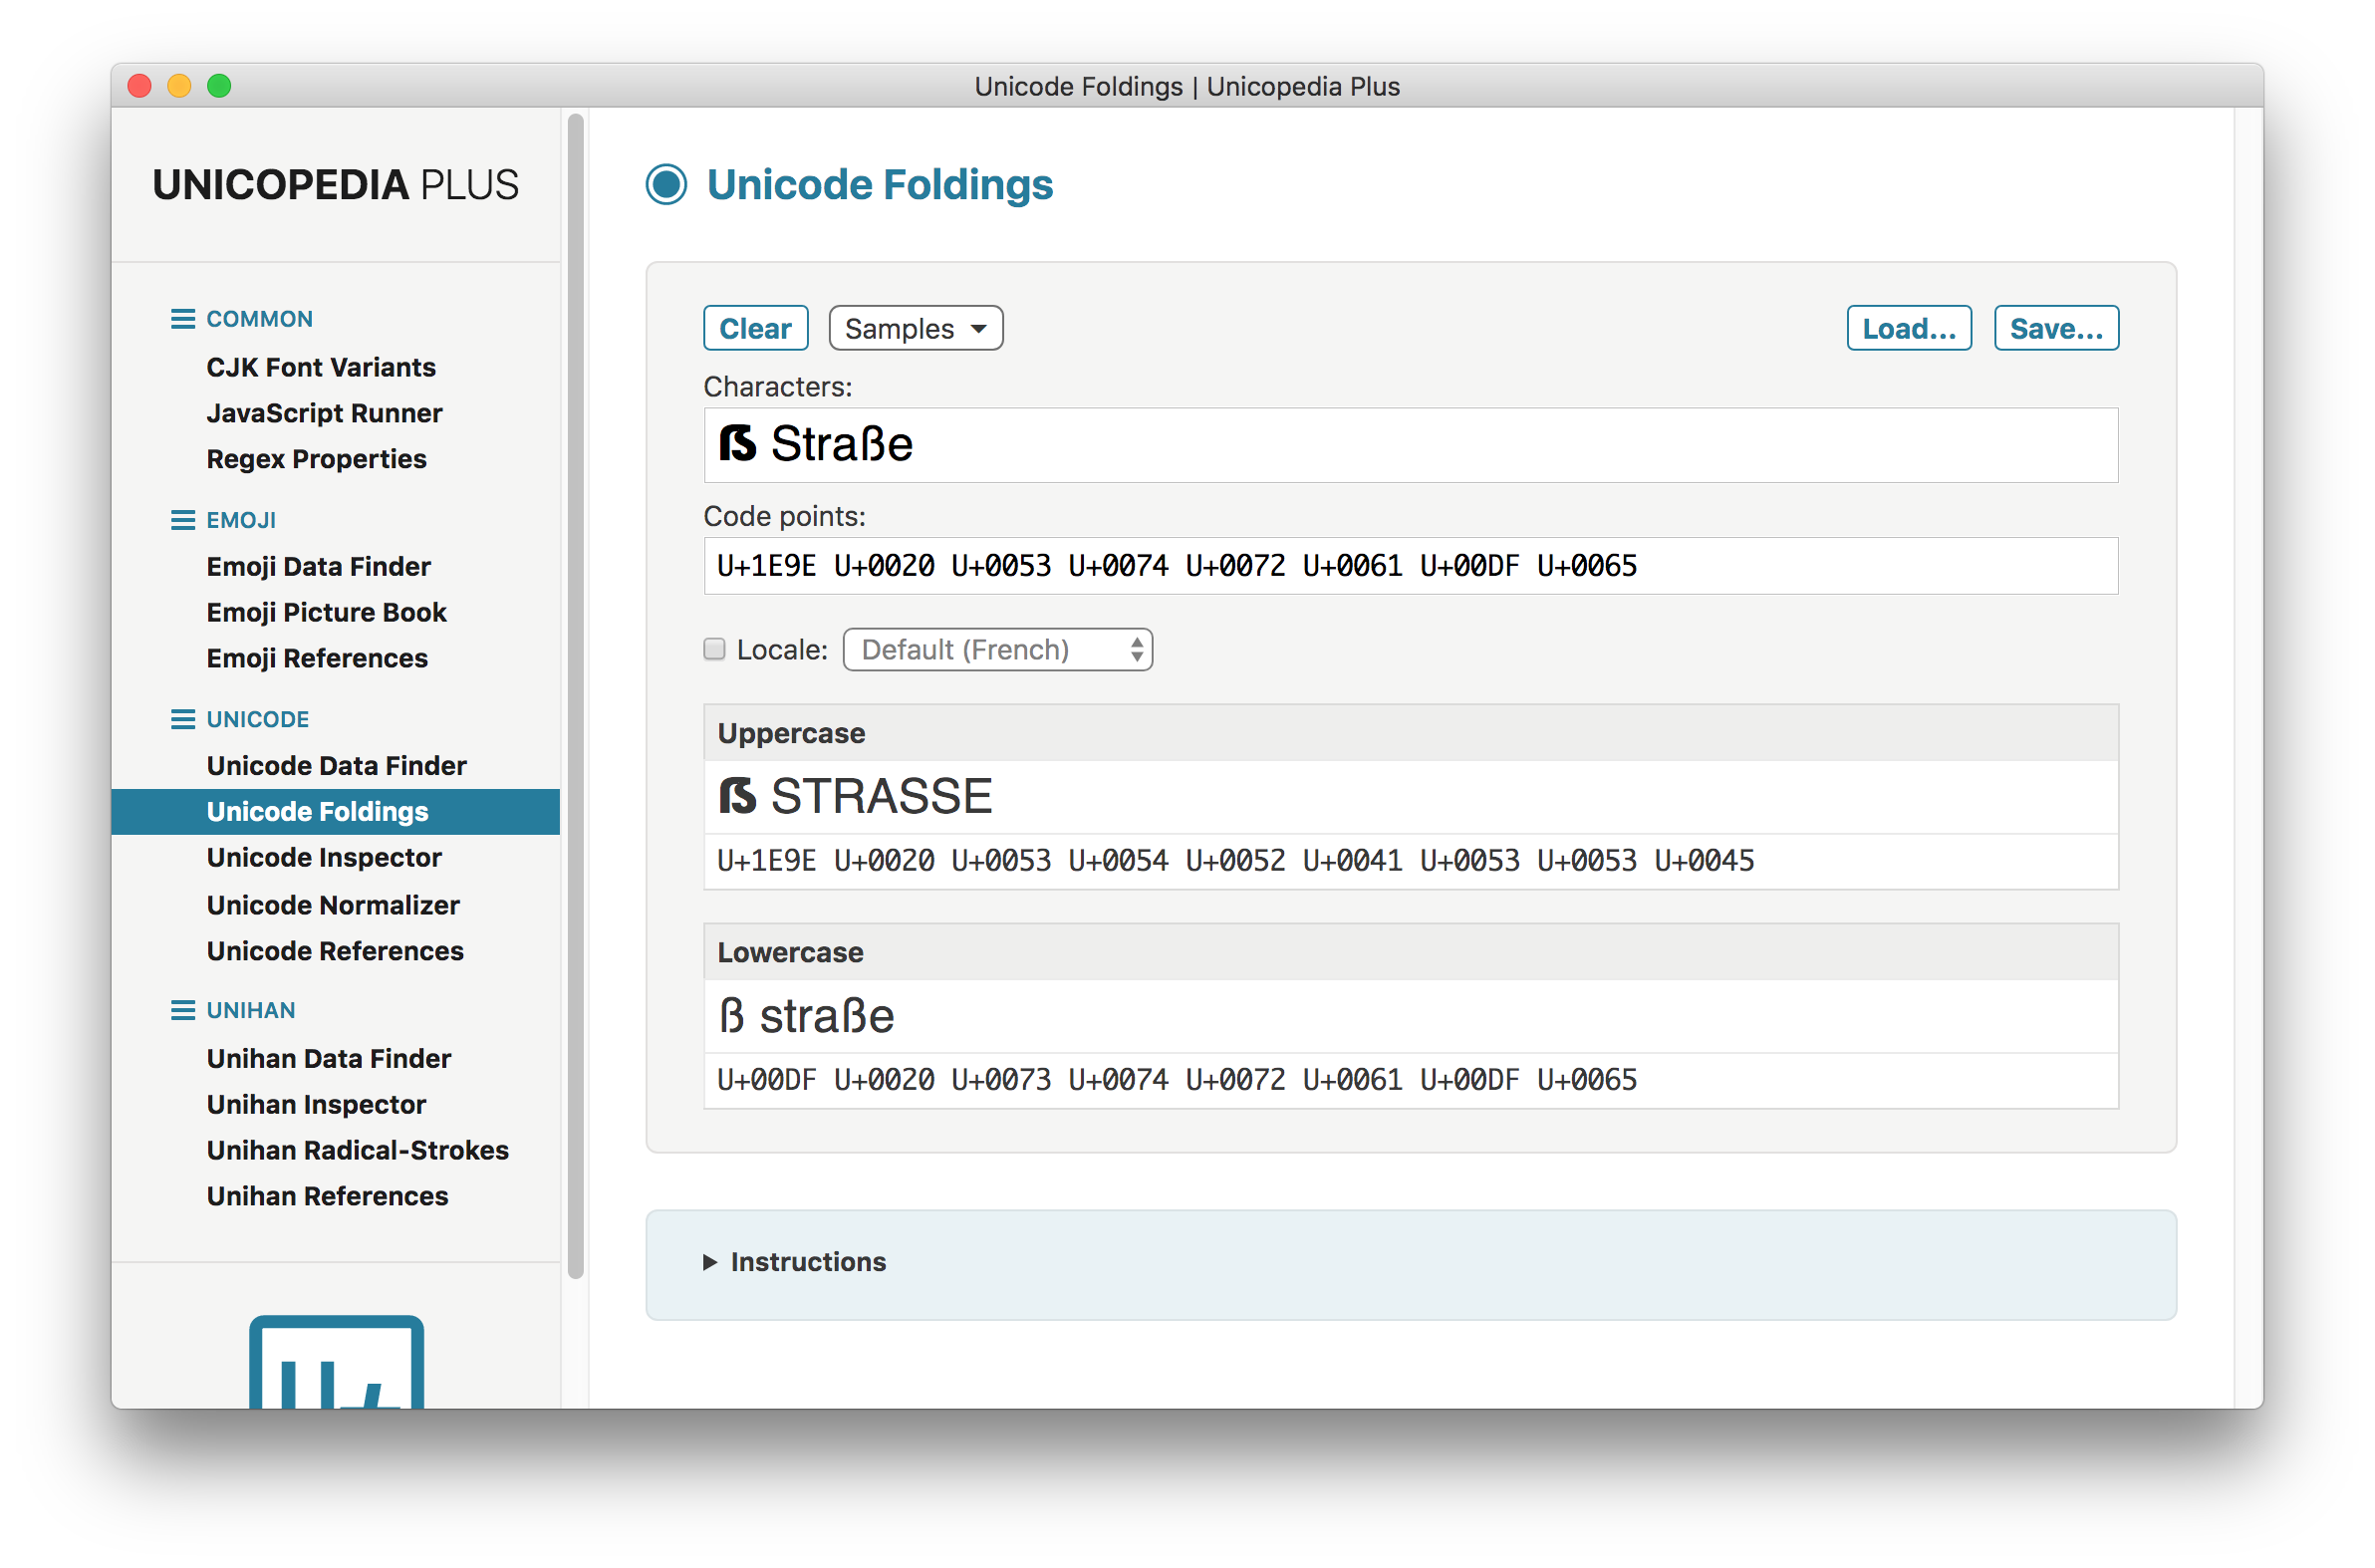 Unicode Foldings | Unicopedia Plus
UNICOPEDIA PLUS
COMMON
CJK Font Variants
JavaScript Runner
Regex Properties
EMOJI
Emoji Data Finder
Emoji Picture Book
Emoji References
UNICODE
Unicode Data Finder
Unicode Foldings
Unicode Inspector
Unicode Normalizer
Unicode References
UNIHAN
Unihan Data Finder
Unihan Inspector
Unihan Radical-Strokes
Unihan References
U+
Unicode Foldings
Clear Samples Load... Save...
Characters:
ẞ Straße
Code points:
U+1E9E U+0020 U+0053 U+0074 U+0072 U+0061 U+00DF U+0065
Locale: Default (French)
Uppercase
ẞ STRASSE
U+1E9E U+0020 U+0053 U+0054 U+0052 U+0041 U+0053 U+0053 U+0045
Lowercase
ß straße
U+00DF U+0020 U+0073 U+0074 U+0072 U+0061 U+00DF U+0065
Instructions